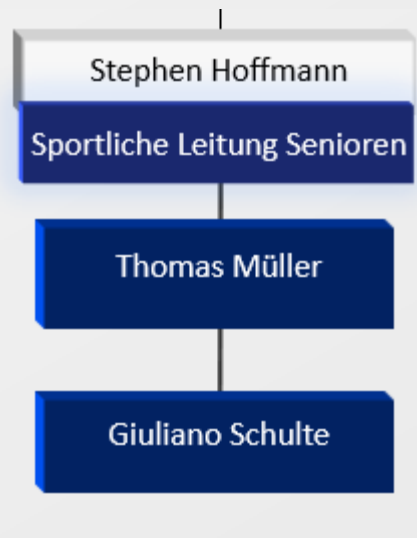 Stephen Hoffmann
Sportliche Leitung Senioren
Thomas Müller
Giuliano Schulte